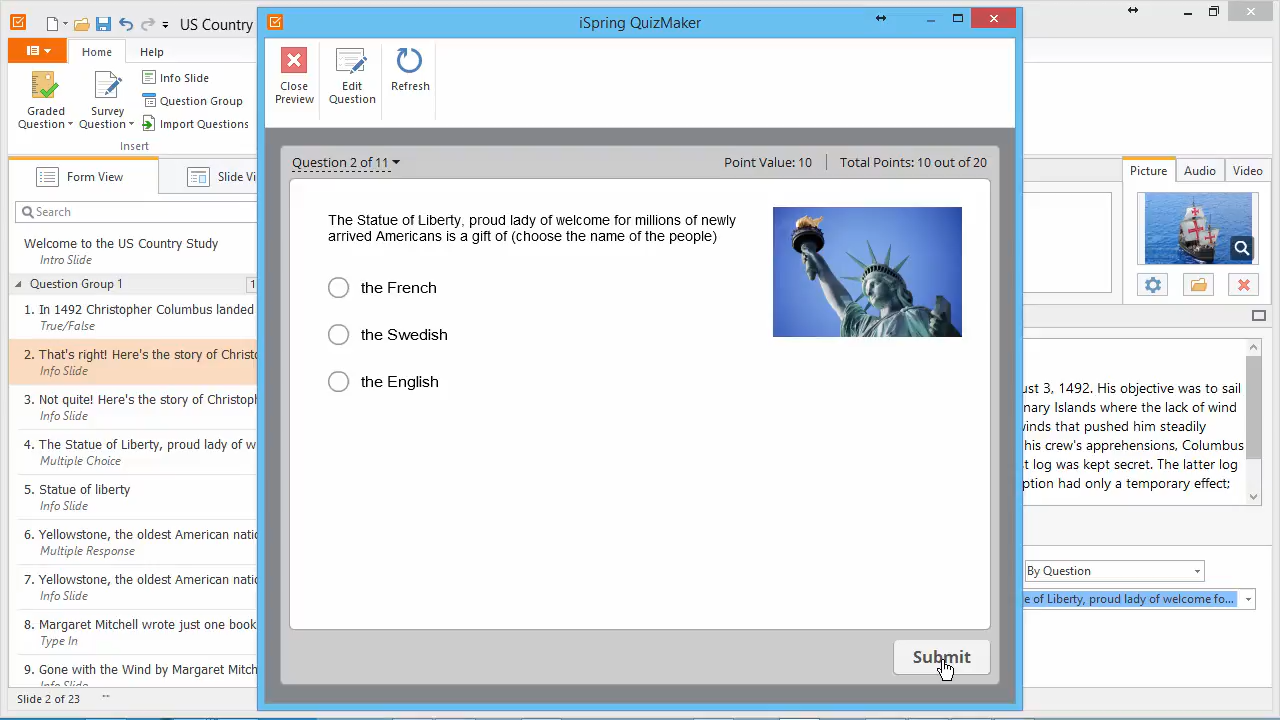 US Country
iSpring QuizMaker
Home
Help
Graded
Question
Survey
Question
Info Slide
Question Group
Import Questions
Insert
Close
Preview
Edit
Question
Refresh
Form View
Slide Vi
Search
Welcome to the US Country Study
Intro Slide
Question Group 1
1
1. In 1492 Christopher Columbus landed
True/False
2. That's right! Here's the story of Christo
Info Slide
3. Not quite! Here's the story of Christoph
Info Slide
4. The Statue of Liberty, proud lady of w
Multiple Choice
5. Statue of liberty
Info Slide
6. Yellowstone, the oldest American nati
Multiple Response
7. Yellowstone, the oldest American natio
Info Slide
8. Margaret Mitchell wrote just one book
Type In
9. Gone with the Wind by Margaret Mitch
Info Slide
Slide 2 of 23
Question 2 of 11
Point Value: 10
Total Points: 10 out of 20
The Statue of Liberty, proud lady of welcome for millions of newly
arrived Americans is a gift of (choose the name of the people)
the French
the Swedish
the English
Submit
Picture
Audio
Video
ust 3, 1492. His objective was to sail
nary Islands where the lack of wind
winds that pushed him steadily
his crew's apprehensions, Columbus
t log was kept secret. The latter log
ption had only a temporary effect;
By Question
e of Liberty, proud lady of welcome fo...